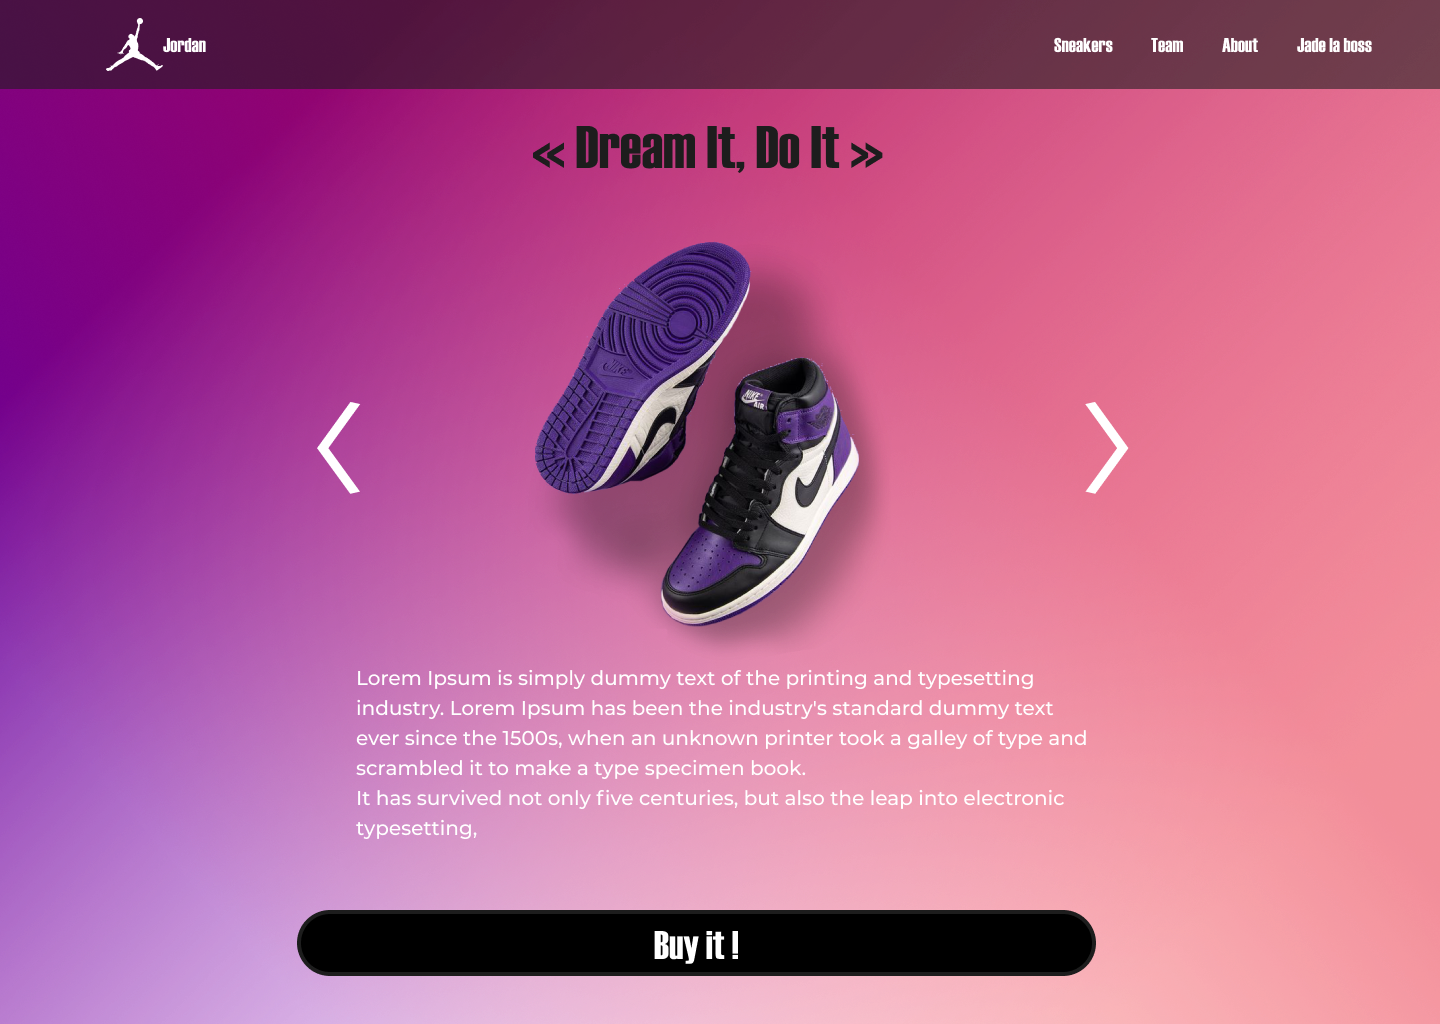 Jordan
Sneakers Team About Jade la boss
« Dream It, Do It »
NIKE
AIR
Lorem Ipsum is simply dummy text of the printing and typesetting
industry. Lorem Ipsum has been the industry's standard dummy text
ever since the 1500s, when an unknown printer took a galley of type and
scrambled it to make a type specimen book.
It has survived not only five centuries, but also the leap into electronic
typesetting,
Buy it !